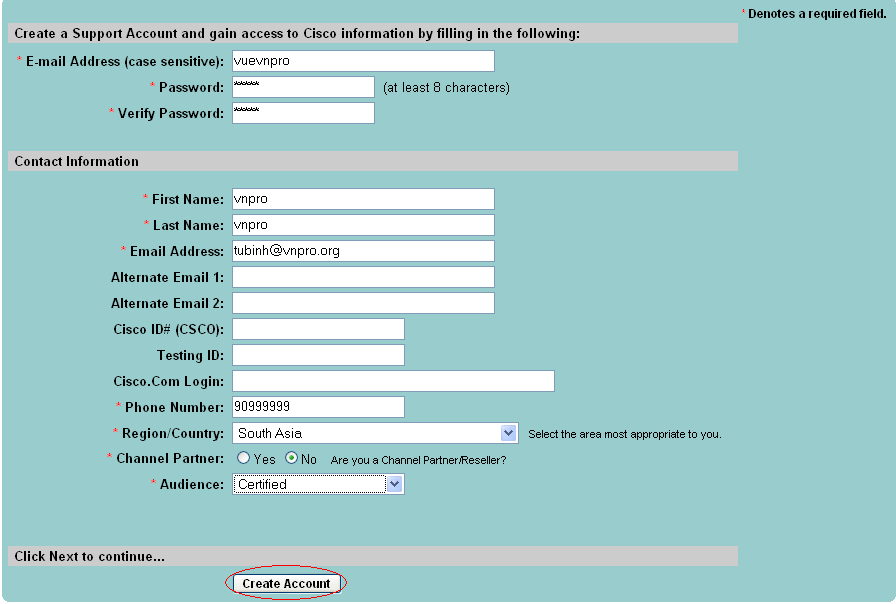 * Denotes a required field.
Create a Support Account and gain access to Cisco information by filling in the following:
* E-mail Address (case sensitive): vuevnpro
* Password: ***** (at least 8 characters)
* Verify Password: *****
Contact Information
* First Name: vnpro
* Last Name: vnpro
* Email Address: tubinh@vnpro.org
Alternate Email 1:
Alternate Email 2:
Cisco ID# (CSCO):
Testing ID:
Cisco.Com Login:
* Phone Number: 90999999
* Region/Country: South Asia Select the area most appropriate to you.
* Channel Partner: Yes No Are you a Channel Partner/Reseller?
* Audience: Certified
Click Next to continue...
Create Account